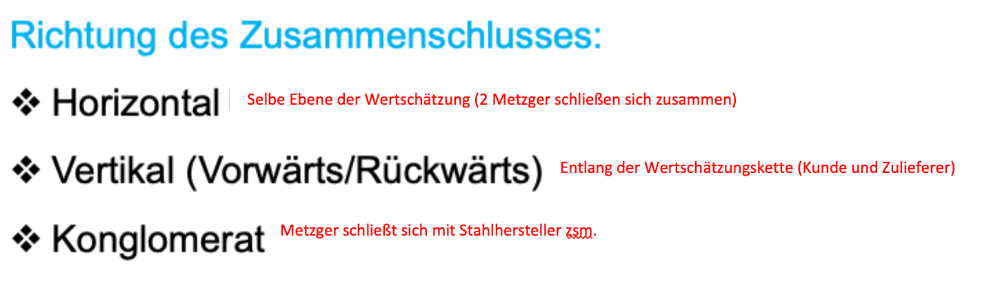 Richtung des Zusammenschlusses:
❖ Horizontal Selbe Ebene der Wertschätzung (2 Metzger schließen sich zusammen)
❖ Vertikal (Vorwärts/Rückwärts) Entlang der Wertschätzungskette (Kunde und Zulieferer)
❖ Konglomerat Metzger schließt sich mit Stahlhersteller zsm.